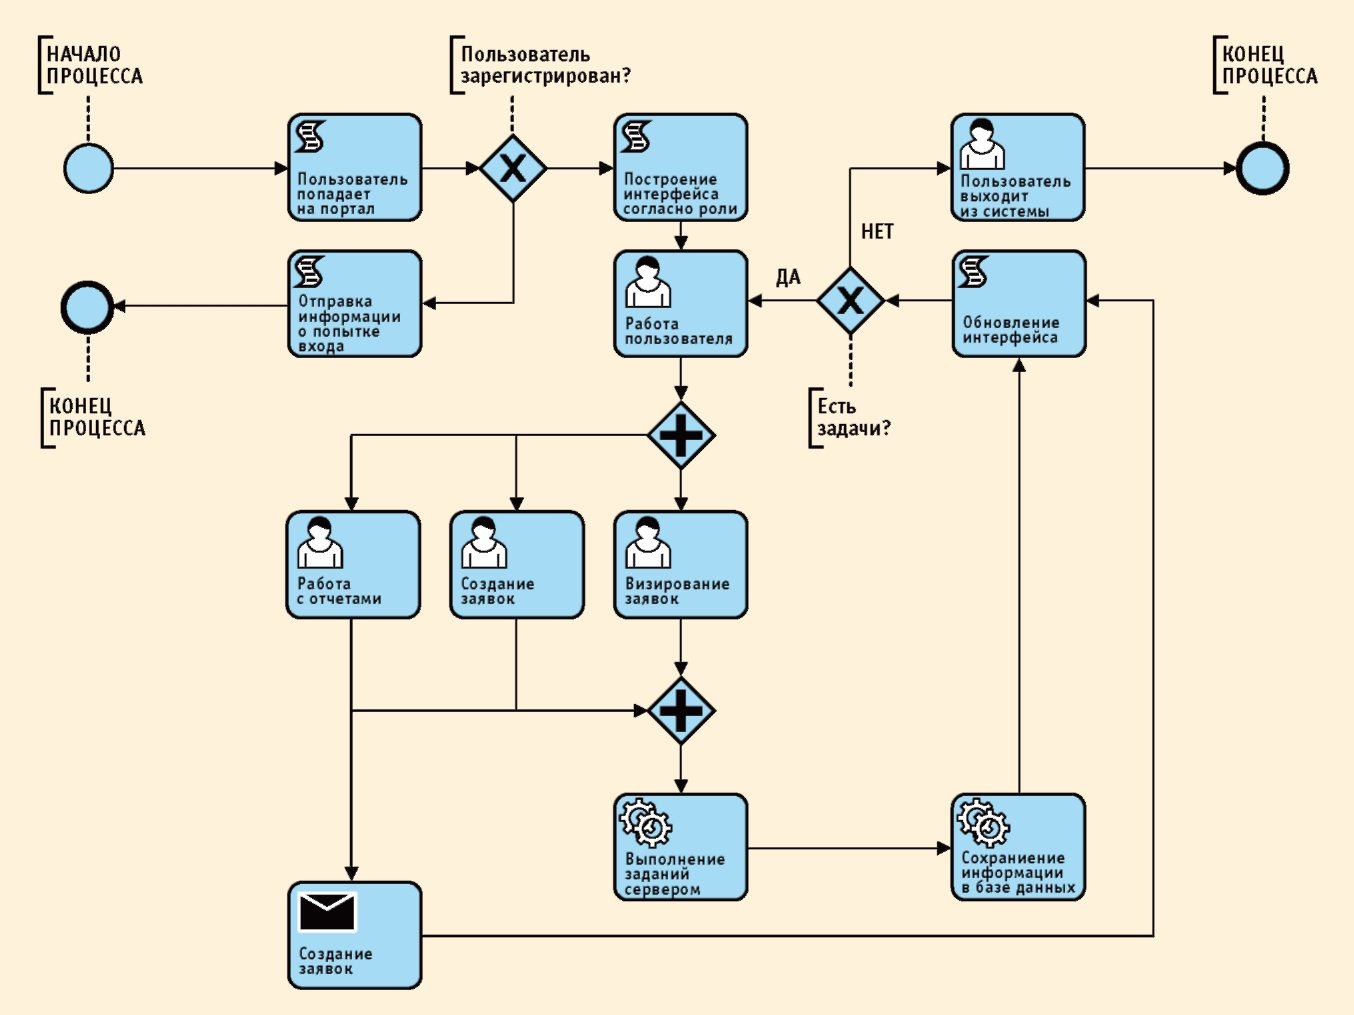 НАЧАЛО
ПРОЦЕССА
Пользователь
зарегистрирован?
КОНЕЦ
ПРОЦЕССА
Пользователь
попадает
на портал
Построение
интерфейса
согласно роли
Пользователь
выходит
из системы
НЕТ
Отправка
информации
о попытке
входа
Работа
пользователя
ДА
Обновление
интерфейса
КОНЕЦ
ПРОЦЕССА
Есть
задачи?
Работа
с отчетами
Создание
заявок
Визирование
заявок
Выполнение
заданий
сервером
Сохраниение
информации
в базе данных
Создание
заявок